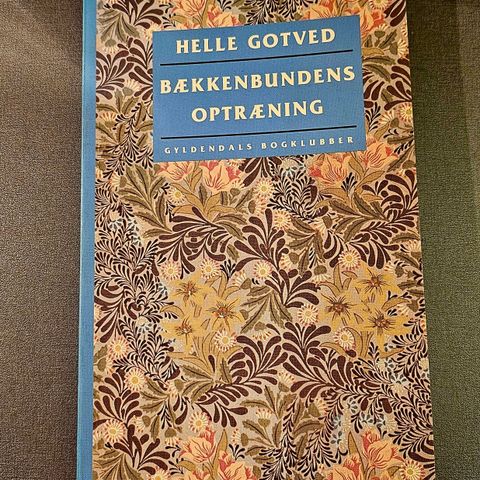 HELLE GOTVED
BÆKKENBUNDENS
OPTRÆNING
GYLDENDALS BOGKLUBBER